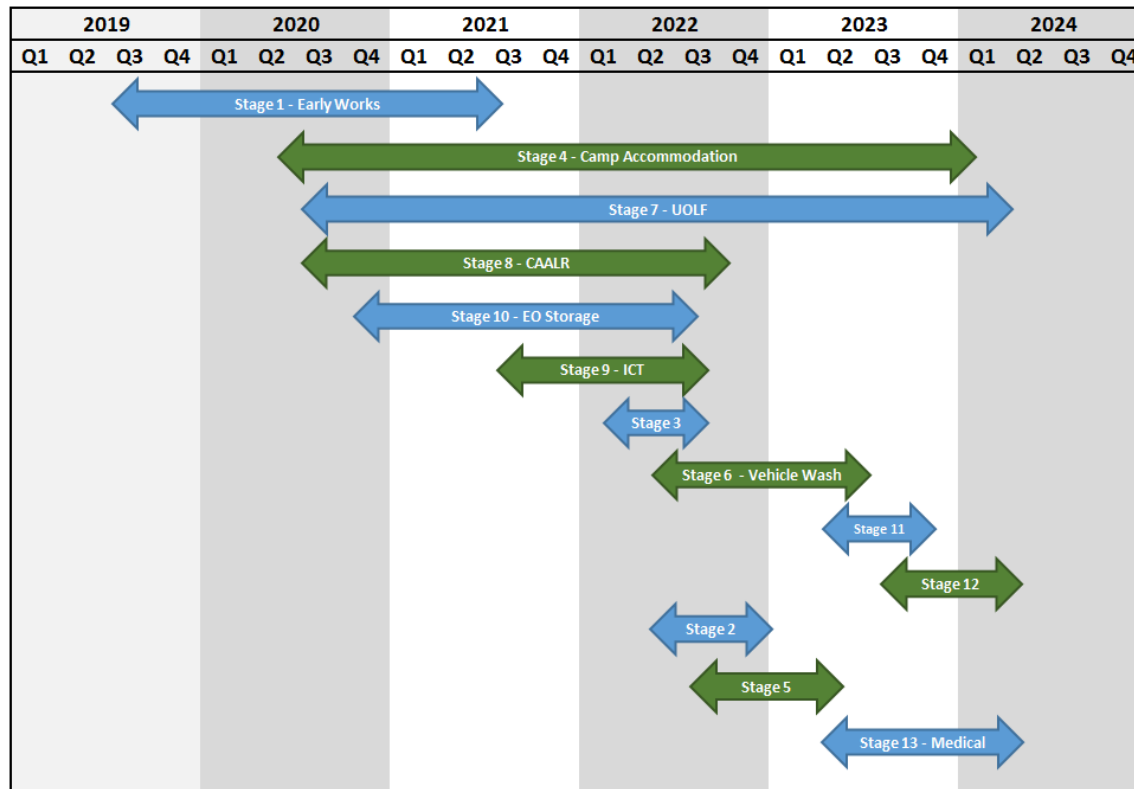 2019 2020 2021 2022 2023 2024
Q1 Q2 Q3 Q4 Q1 Q2 Q3 Q4 Q1 Q2 Q3 Q4 Q1 Q2 Q3 Q4 Q1 Q2 Q3 Q4 Q1 Q2 Q3 Q4
Stage 1 - Early Works
Stage 4 - Camp Accommodation
Stage 7 - UOLF
Stage 8 - CAALR
Stage 10 - EO Storage
Stage 9 - ICT
Stage 3
Stage 6 - Vehicle Wash
Stage 11
Stage 12
Stage 2
Stage 5
Stage 13 - Medical